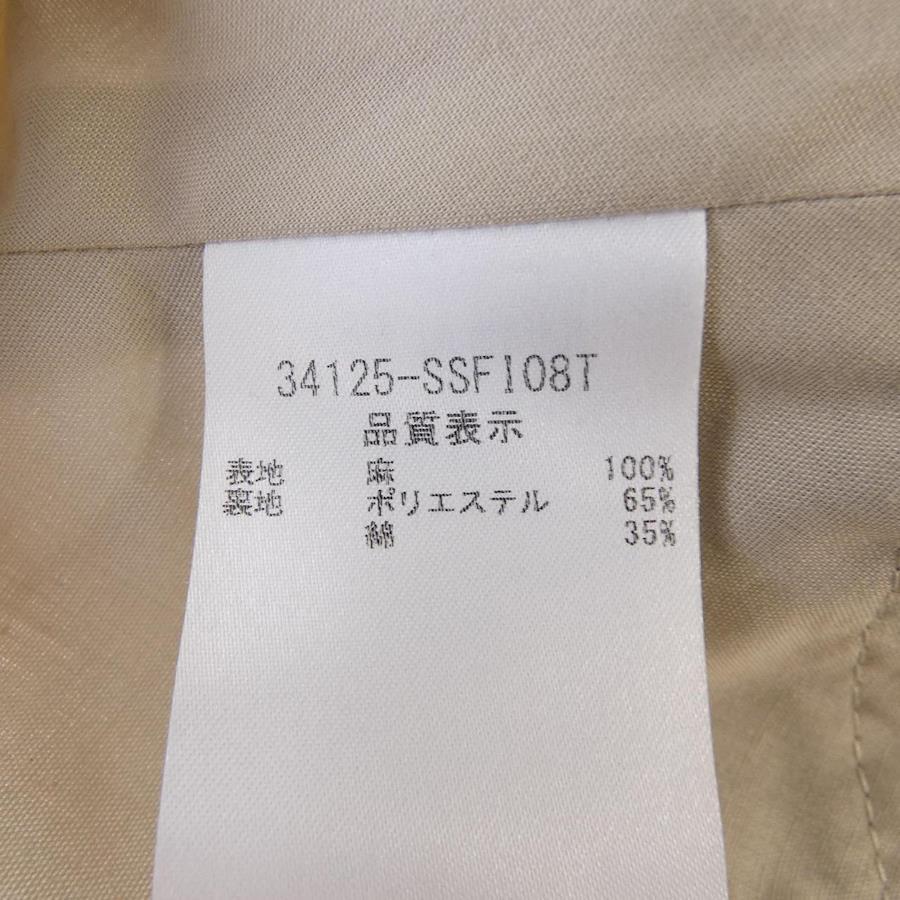 34125-SSFI08T
品質表示
表地 麻 100%
裏地 ポリエステル 65%
綿 35%